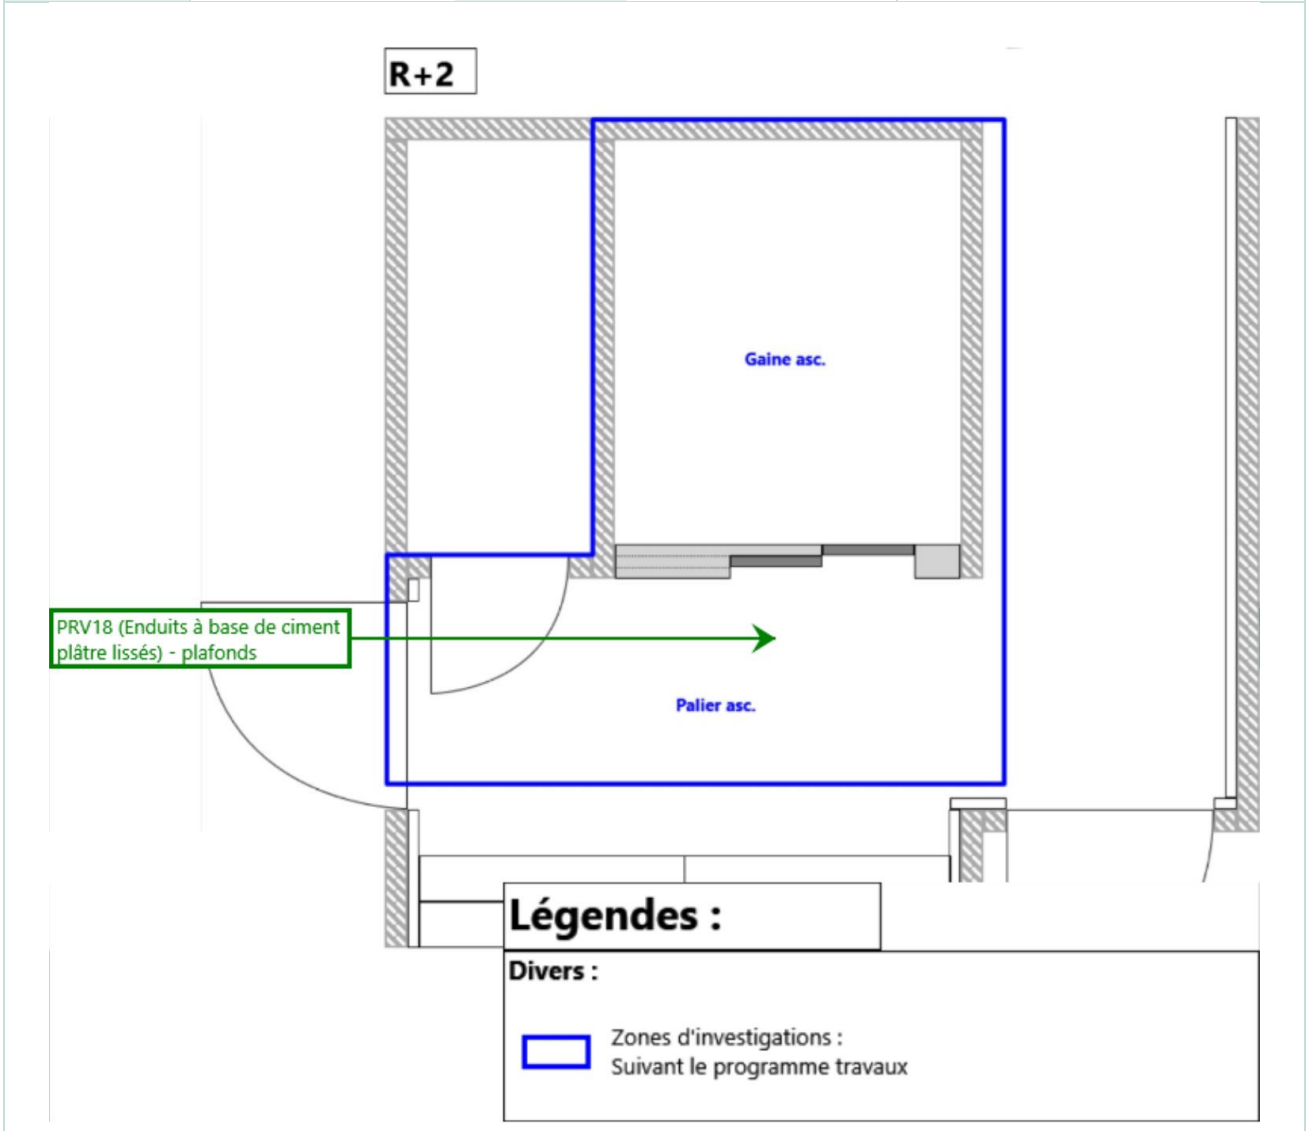 R+2
Gaine asc.
PRV18 (Enduits à base de ciment
plâtre lissés) - plafonds
Palier asc.
Légendes :
Divers :
Zones d'investigations :
Suivant le programme travaux